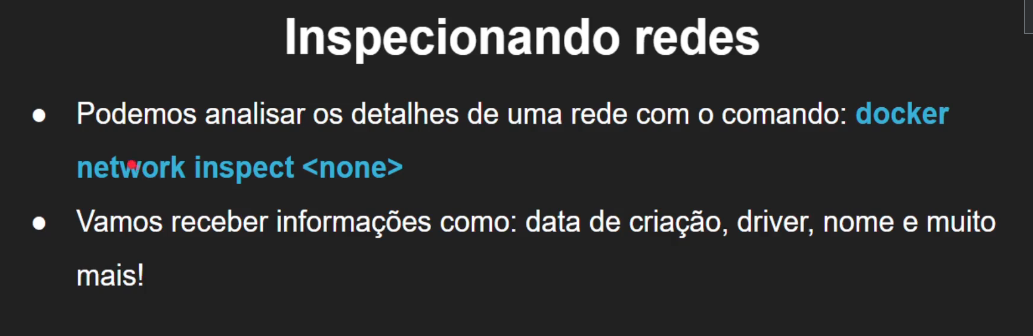 Inspecionando redes
● Podemos analisar os detalhes de uma rede com o comando: docker
network inspect <none>
● Vamos receber informações como: data de criação, driver, nome e muito
mais!